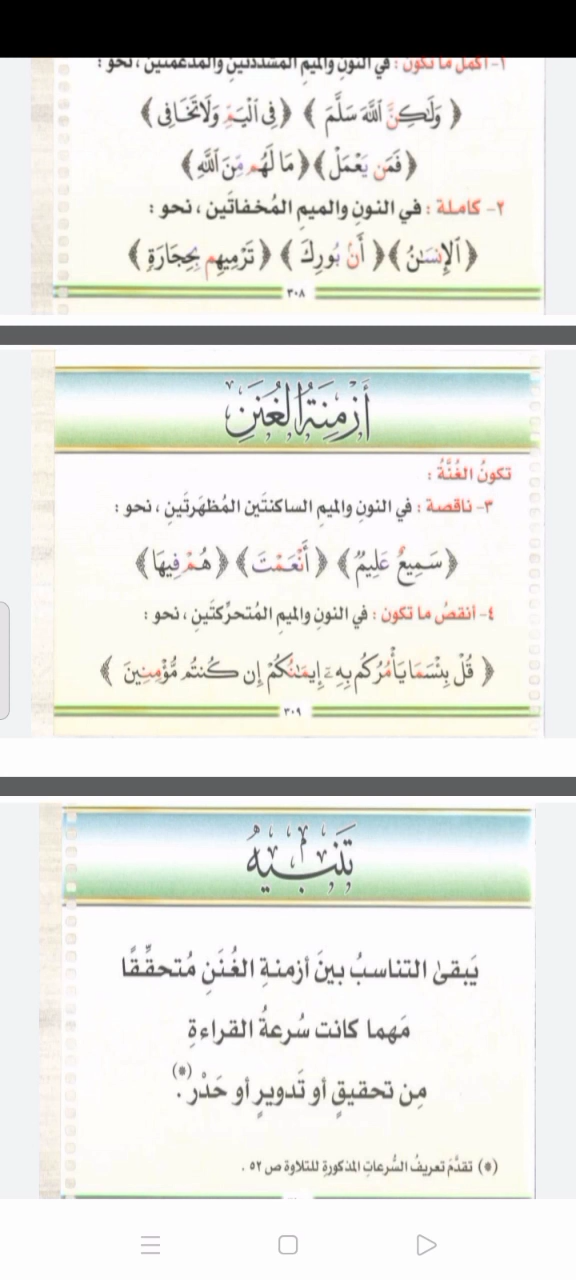 ١- أكمل ما تكون : في النون والميم المشددتين والمدغمتين ، نحو :
﴿ وَلَٰكِنَّ ٱللَّهَ سَلَّمَ ﴾ ﴿ فِى ٱلْيَمِّ وَلَا تَخَافِى ﴾
﴿ فَمَن يَعْمَلْ ﴾ ﴿ مَا لَهُم مِّنَ ٱللَّهِ ﴾
٢- كاملة : في النونِ والميمِ المُخفاتَين ، نحو :
﴿ ٱلْإِنسَٰنُ ﴾ ﴿ أَنۢ بُورِكَ ﴾ ﴿ تَرْمِيهِم بِحِجَارَةٍ ﴾
٣٠٨
أَزْمِنَةُ الْغُنَنِ
تكونُ الغُنَّةُ :
٣- ناقصة : في النونِ والميمِ الساكنتَينِ المُظهَرتَينِ ، نحو :
﴿ سَمِيعٌ عَلِيمٌ ﴾ ﴿ أَنْعَمْتَ ﴾ ﴿ هُمْ فِيهَا ﴾
٤- أنقصُ ما تكون : في النونِ والميمِ المُتحرِّكتَينِ ، نحو :
﴿ قُلْ بِئْسَمَا يَأْمُرُكُم بِهِۦٓ إِيمَٰنُكُمْ إِن كُنتُم مُّؤْمِنِينَ ﴾
٣٠٩
تَنْبِيهٌ
يَبقىٰ التناسبُ بينَ أزمنةِ الغُنَنِ مُتحقِّقًا
مَهما كانت سُرعةُ القراءةِ
مِن تحقيقٍ أو تَدويرٍ أو حَدْرٍ(*) .
(*) تقدَّمَ تعريفُ السُّرعاتِ المذكورةِ للتلاوة ص ٥٢ .